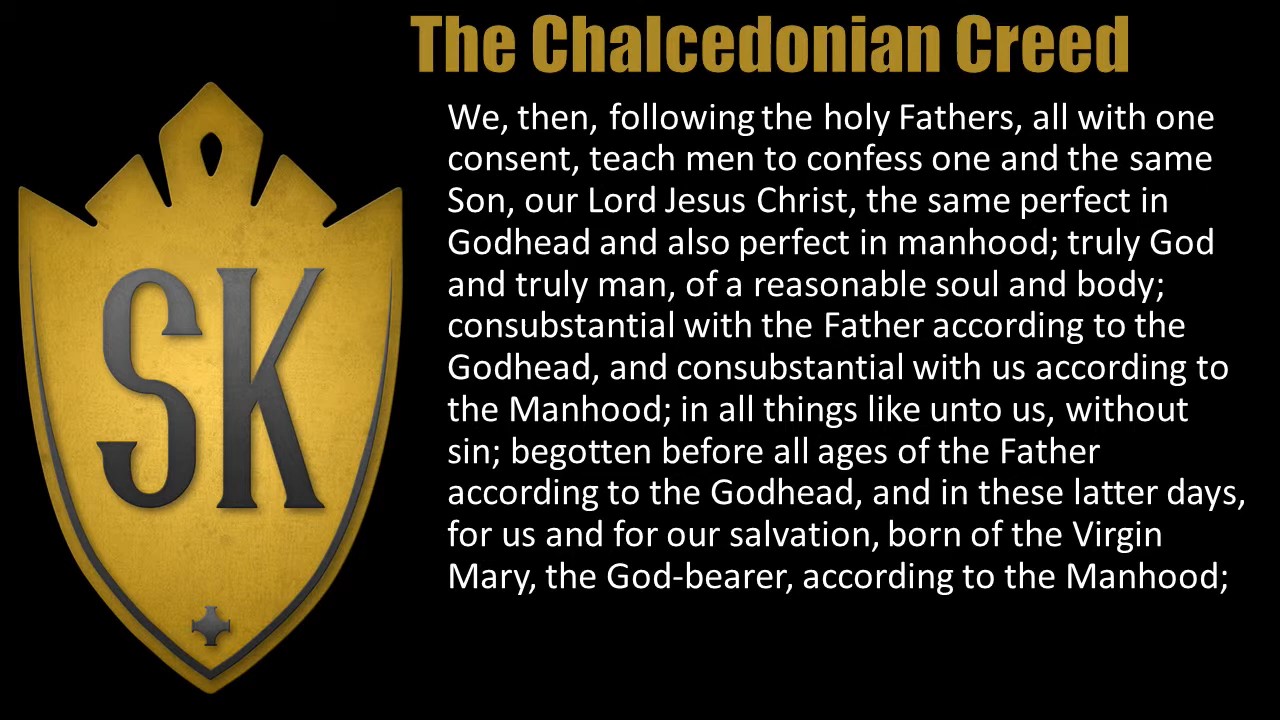 The Chalcedonian Creed
SK
We, then, following the holy Fathers, all with one
consent, teach men to confess one and the same
Son, our Lord Jesus Christ, the same perfect in
Godhead and also perfect in manhood; truly God
and truly man, of a reasonable soul and body;
consubstantial with the Father according to the
Godhead, and consubstantial with us according to
the Manhood; in all things like unto us, without
sin; begotten before all ages of the Father
according to the Godhead, and in these latter days,
for us and for our salvation, born of the Virgin
Mary, the God-bearer, according to the Manhood;